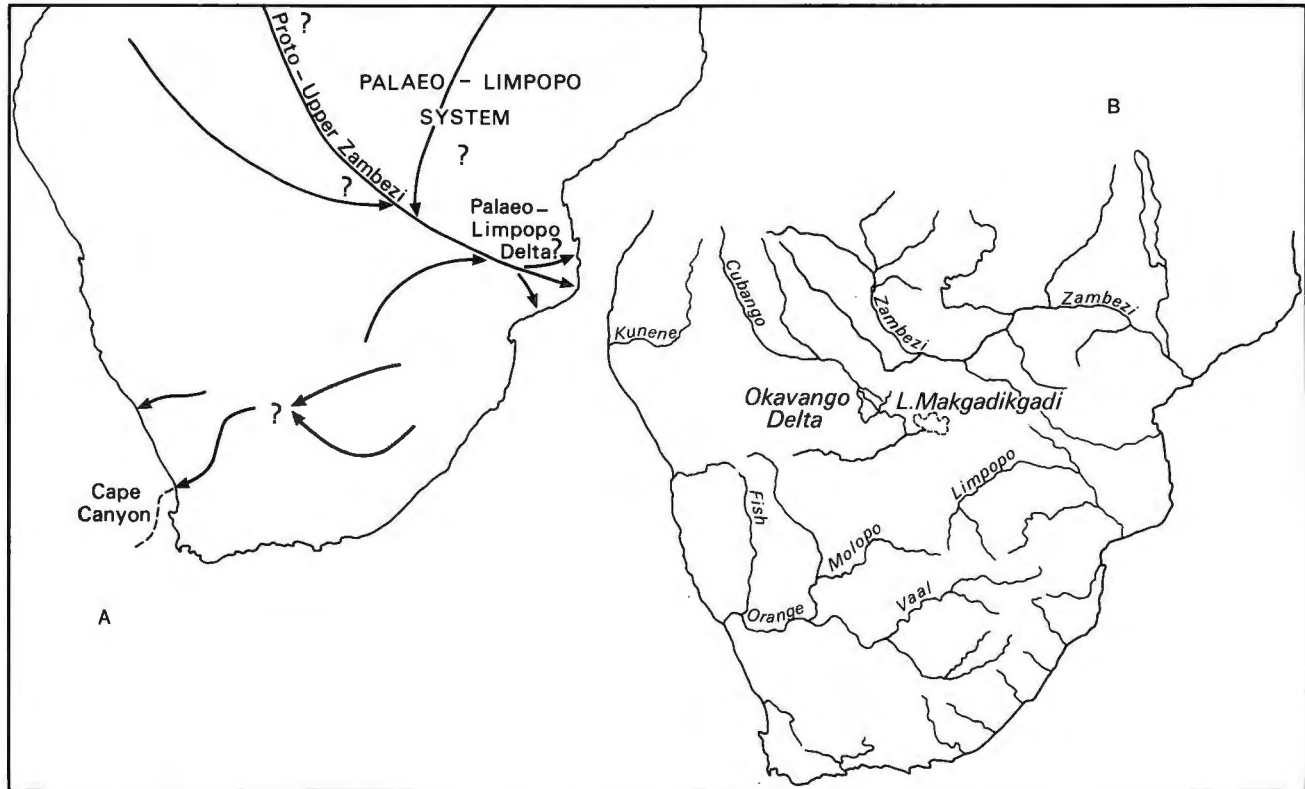 ?
Proto-Upper Zambezi
PALAEO - LIMPOPO
SYSTEM
?
?
Palaeo-
Limpopo
Delta?
?
Cape
Canyon
A
B
Kunene
Cubango
Zambezi
Zambezi
Okavango
Delta
L.Makgadikgadi
Limpopo
Fish
Molopo
Vaal
Orange